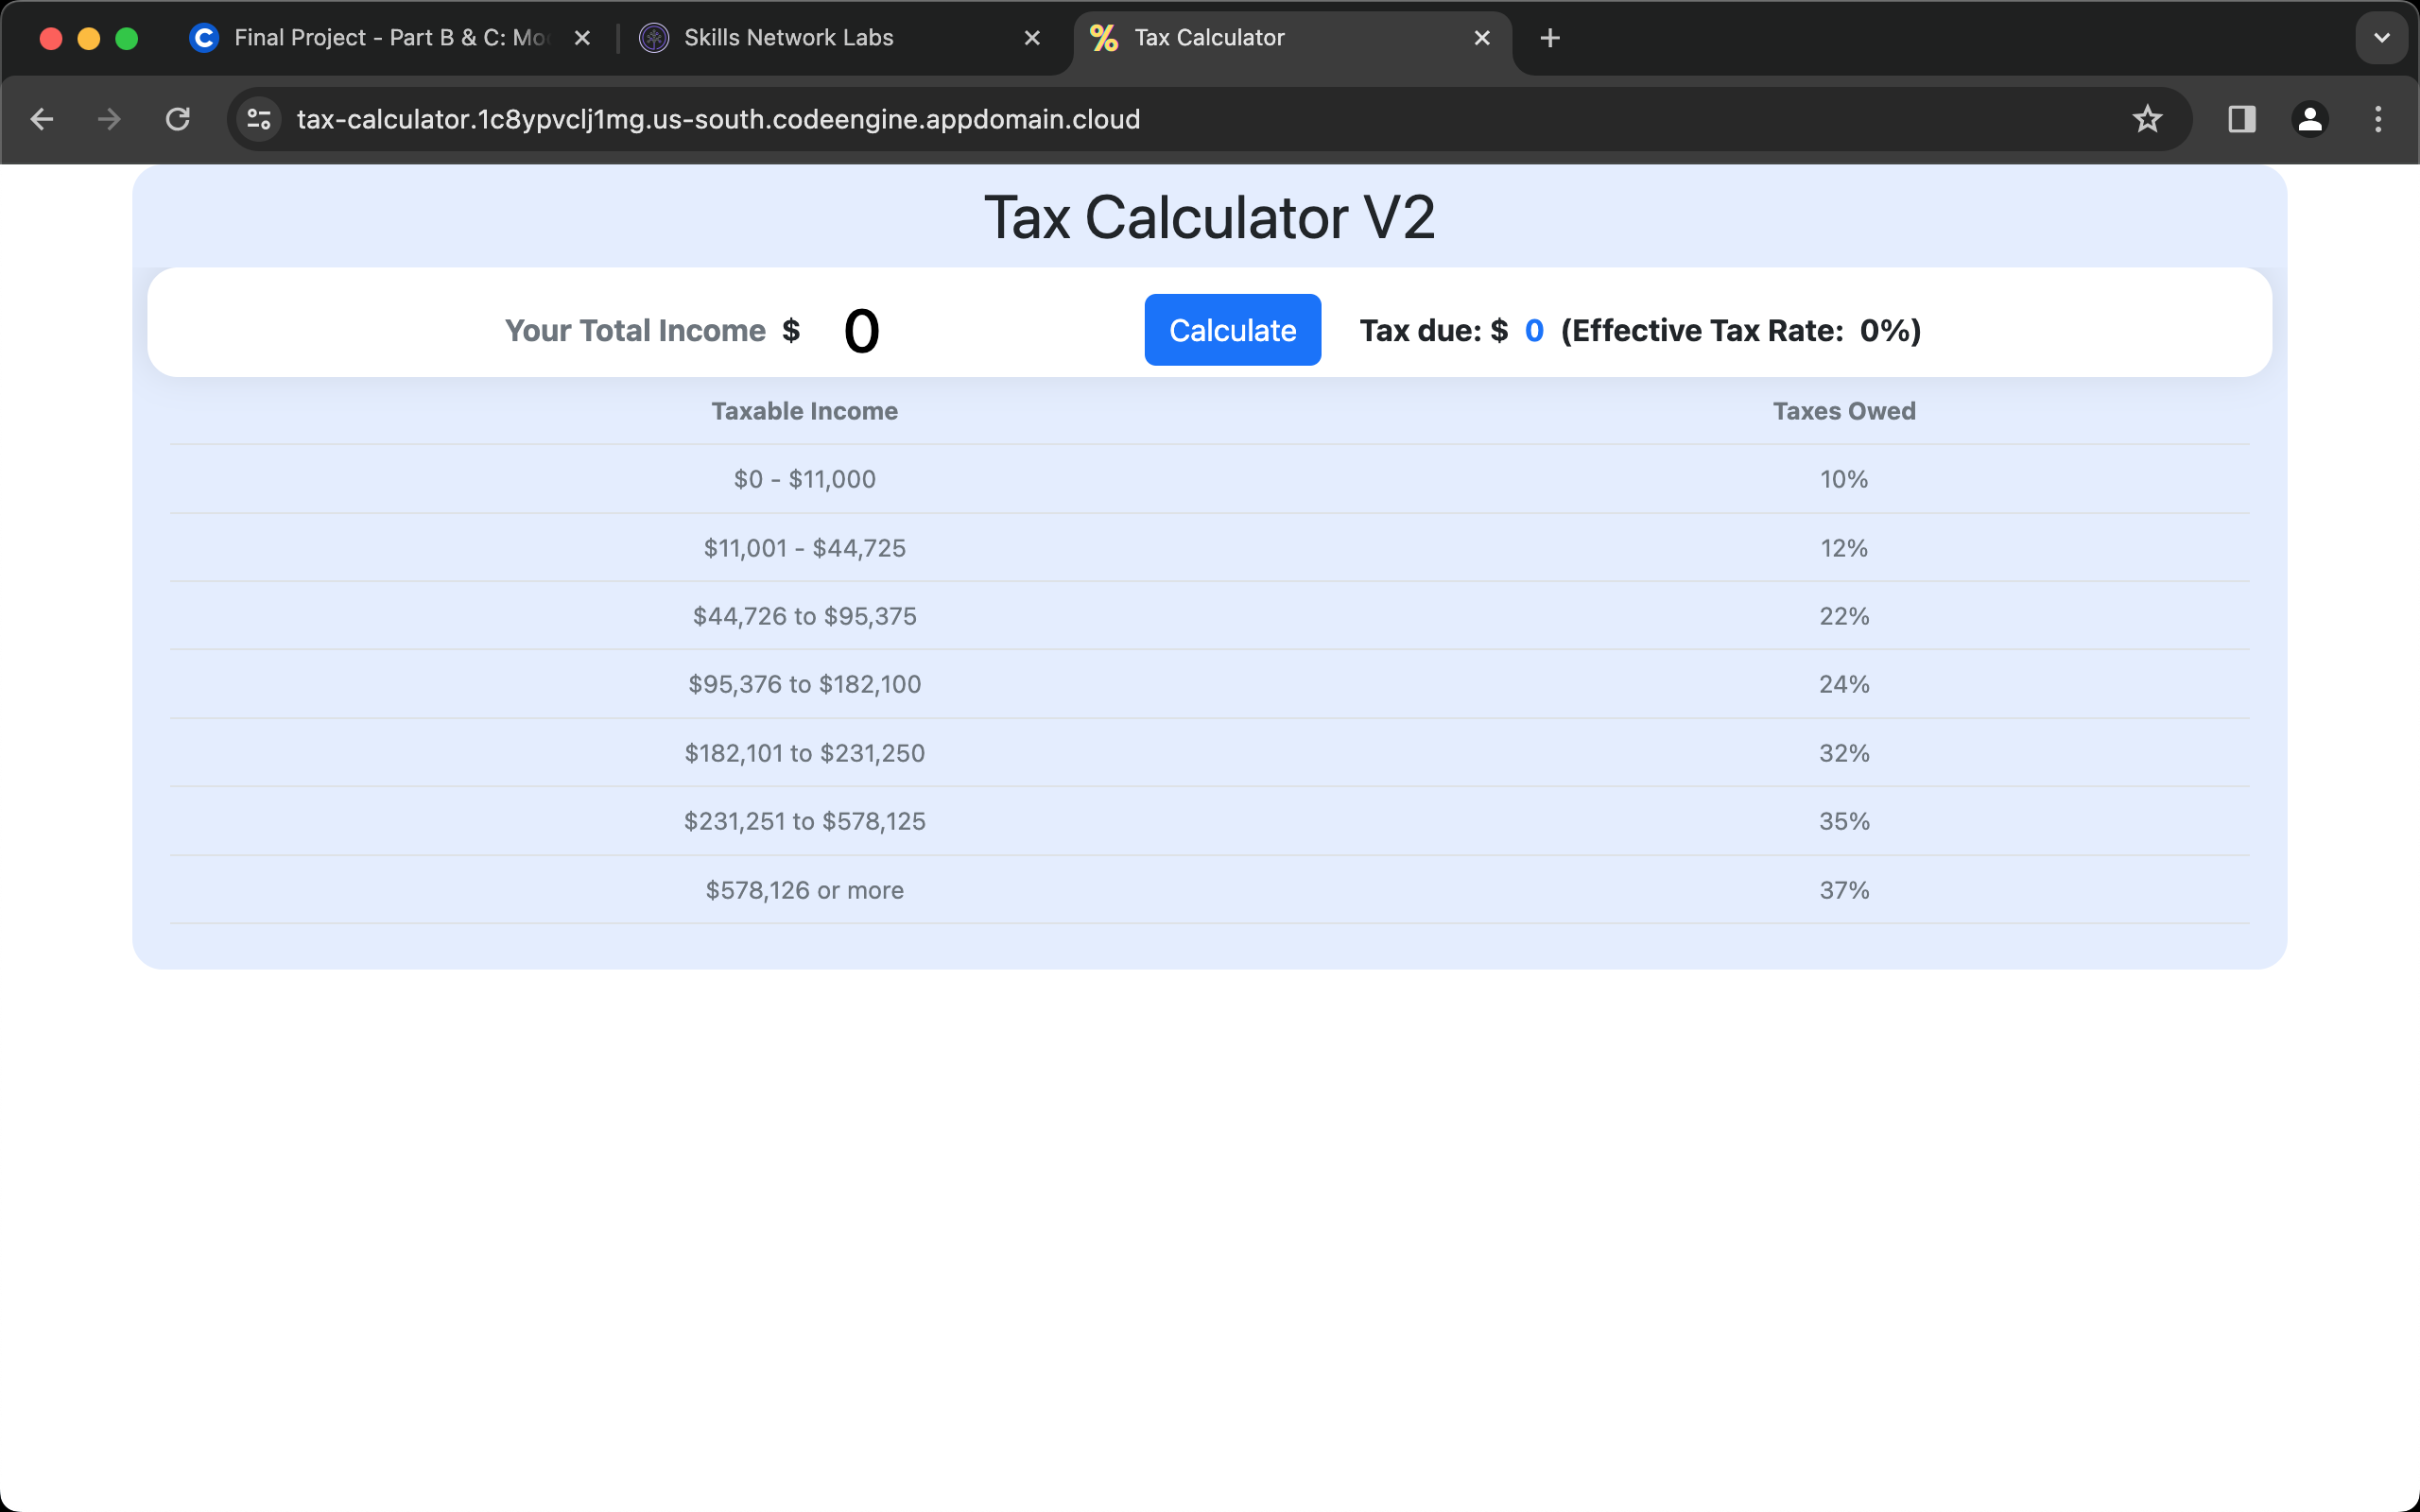 Final Project - Part B & C: Mo
Skills Network Labs
Tax Calculator
tax-calculator.1c8ypvclj1mg.us-south.codeengine.appdomain.cloud
Tax Calculator V2
Your Total Income $ 0 Calculate Tax due: $ 0 (Effective Tax Rate: 0%)
Taxable Income Taxes Owed
$0 - $11,000 10%
$11,001 - $44,725 12%
$44,726 to $95,375 22%
$95,376 to $182,100 24%
$182,101 to $231,250 32%
$231,251 to $578,125 35%
$578,126 or more 37%